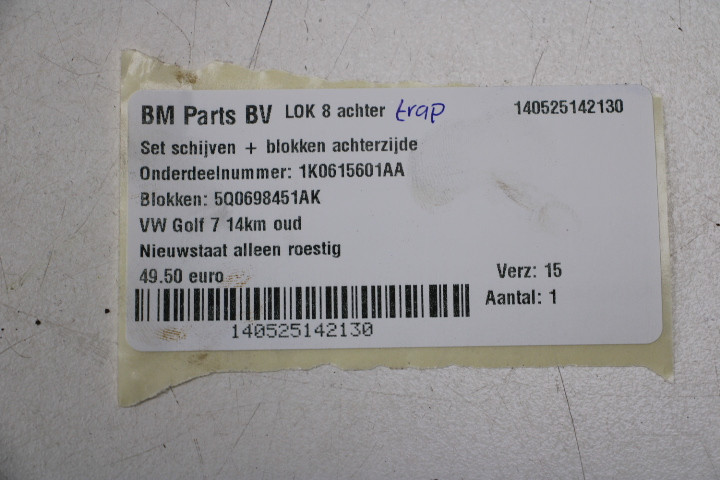 BM Parts BV LOK 8 achter trap 140525142130
Set schijven + blokken achterzijde
Onderdeelnummer: 1K0615601AA
Blokken: 5Q0698451AK
VW Golf 7 14km oud
Nieuwstaat alleen roestig
49.50 euro Verz: 15
Aantal: 1
140525142130